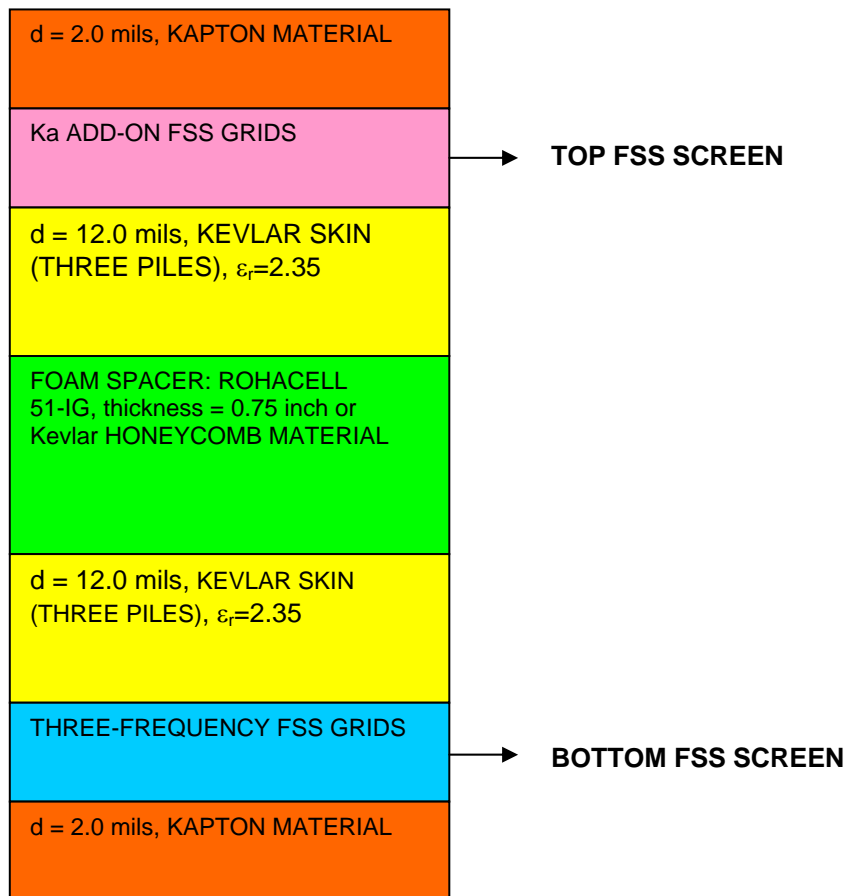 d = 2.0 mils, KAPTON MATERIAL
Ka ADD-ON FSS GRIDS
TOP FSS SCREEN
d = 12.0 mils, KEVLAR SKIN
(THREE PILES), εr=2.35
FOAM SPACER: ROHACELL
51-IG, thickness = 0.75 inch or
Kevlar HONEYCOMB MATERIAL
d = 12.0 mils, KEVLAR SKIN
(THREE PILES), εr=2.35
THREE-FREQUENCY FSS GRIDS
BOTTOM FSS SCREEN
d = 2.0 mils, KAPTON MATERIAL